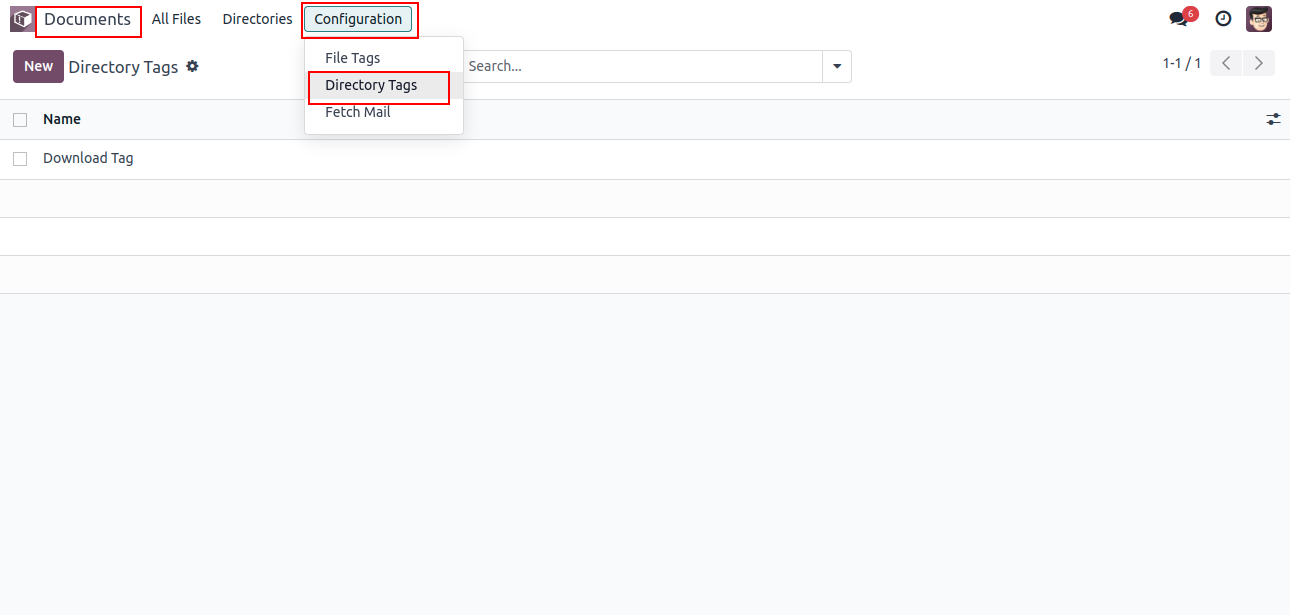 Documents All Files Directories Configuration 6
New Directory Tags Search... 1-1 / 1
File Tags
Directory Tags
Fetch Mail
Name
Download Tag